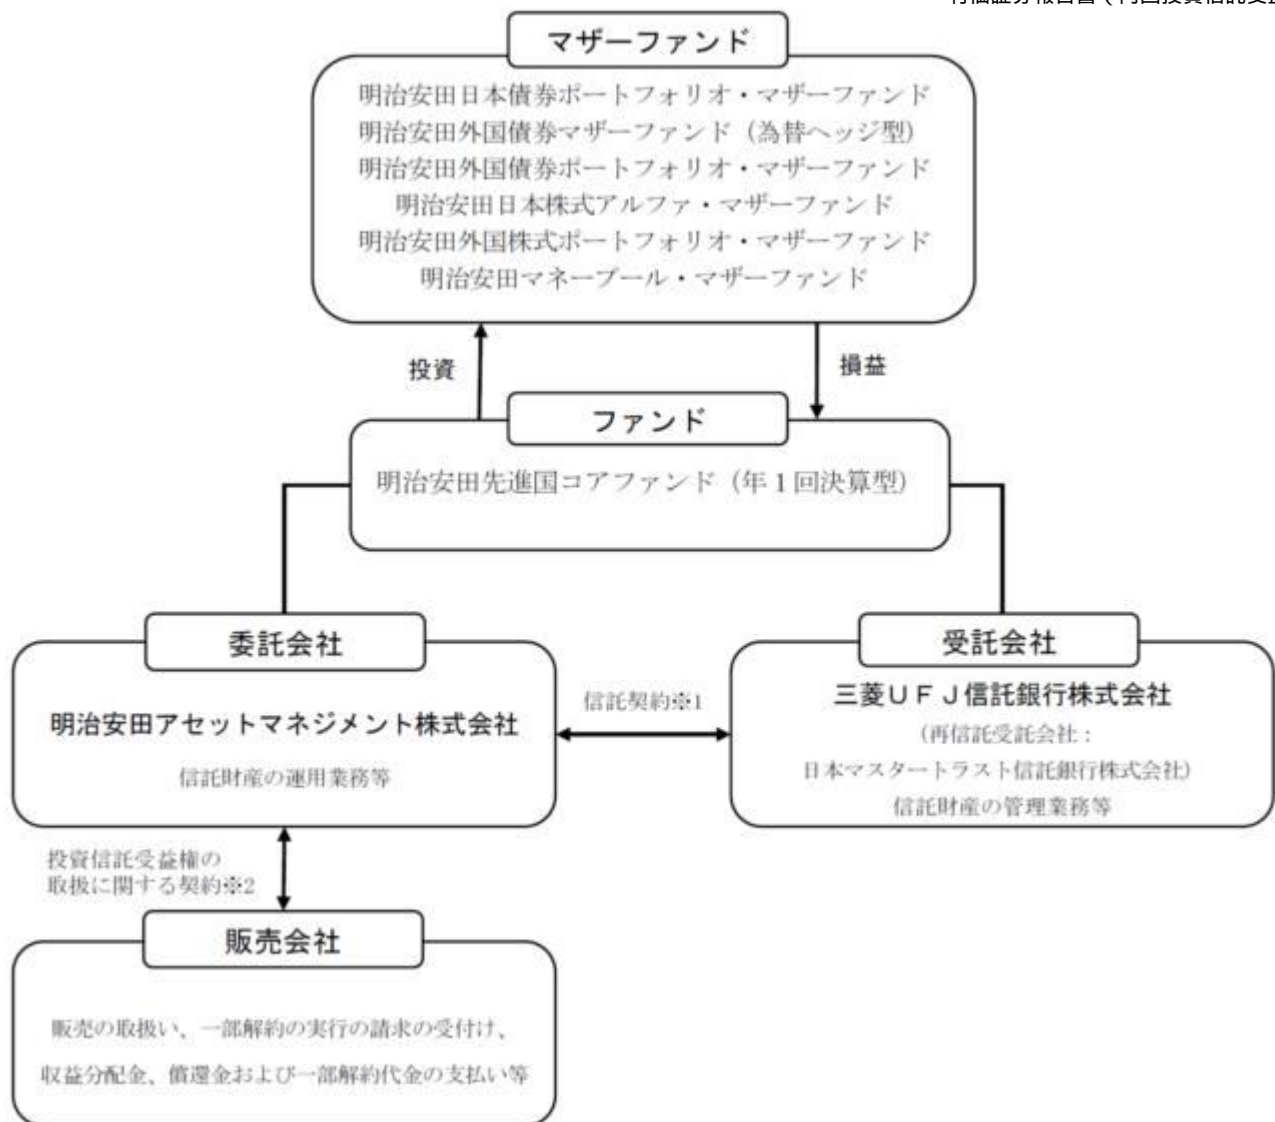 マザーファンド
明治安田日本債券ポートフォリオ・マザーファンド
明治安田外国債券マザーファンド（為替ヘッジ型）
明治安田外国債券ポートフォリオ・マザーファンド
明治安田日本株式アルファ・マザーファンド
明治安田外国株式ポートフォリオ・マザーファンド
明治安田マネープール・マザーファンド
投資
損益
ファンド
明治安田先進国コアファンド（年１回決算型）
委託会社
明治安田アセットマネジメント株式会社
信託財産の運用業務等
信託契約※1
受託会社
三菱ＵＦＪ信託銀行株式会社
（再信託受託会社：
日本マスタートラスト信託銀行株式会社）
信託財産の管理業務等
投資信託受益権の
取扱に関する契約※2
販売会社
販売の取扱い、一部解約の実行の請求の受付け、
収益分配金、償還金および一部解約代金の支払い等